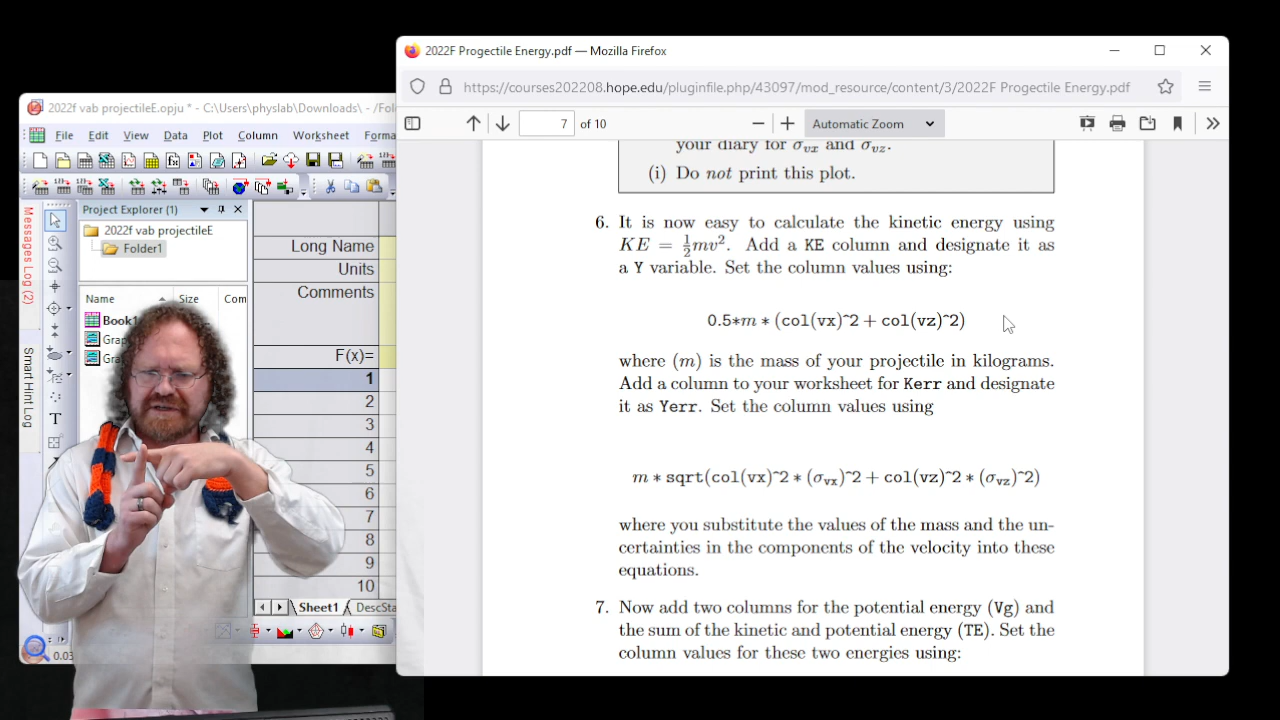 2022F Progectile Energy.pdf — Mozilla Firefox
https://courses202208.hope.edu/pluginfile.php/43097/mod_resource/content/3/2022F Progectile Energy.pdf
7 of 10
Automatic Zoom
your diary for σvx and σvz.
(i) Do not print this plot.
6. It is now easy to calculate the kinetic energy using
KE = ½mv². Add a KE column and designate it as
a Y variable. Set the column values using:
0.5*m * (col(vx)^2 + col(vz)^2)
where (m) is the mass of your projectile in kilograms.
Add a column to your worksheet for Kerr and designate
it as Yerr. Set the column values using
m * sqrt(col(vx)^2 * (σvx)^2 + col(vz)^2 * (σvz)^2)
where you substitute the values of the mass and the un-
certainties in the components of the velocity into these
equations.
7. Now add two columns for the potential energy (Vg) and
the sum of the kinetic and potential energy (TE). Set the
column values for these two energies using:
2022f vab projectileE.opju * - C:\Users\physlab\Downloads\ - /Fol
File Edit View Data Plot Column Worksheet Forma
Messages Log (2)
Smart Hint Log
Project Explorer (1)
2022f vab projectileE
Folder1
Name Size Com
Book1
Long Name
Units
Comments
F(x)=
1
2
3
4
5
6
7
8
9
10
Sheet1
DescSta
0.03